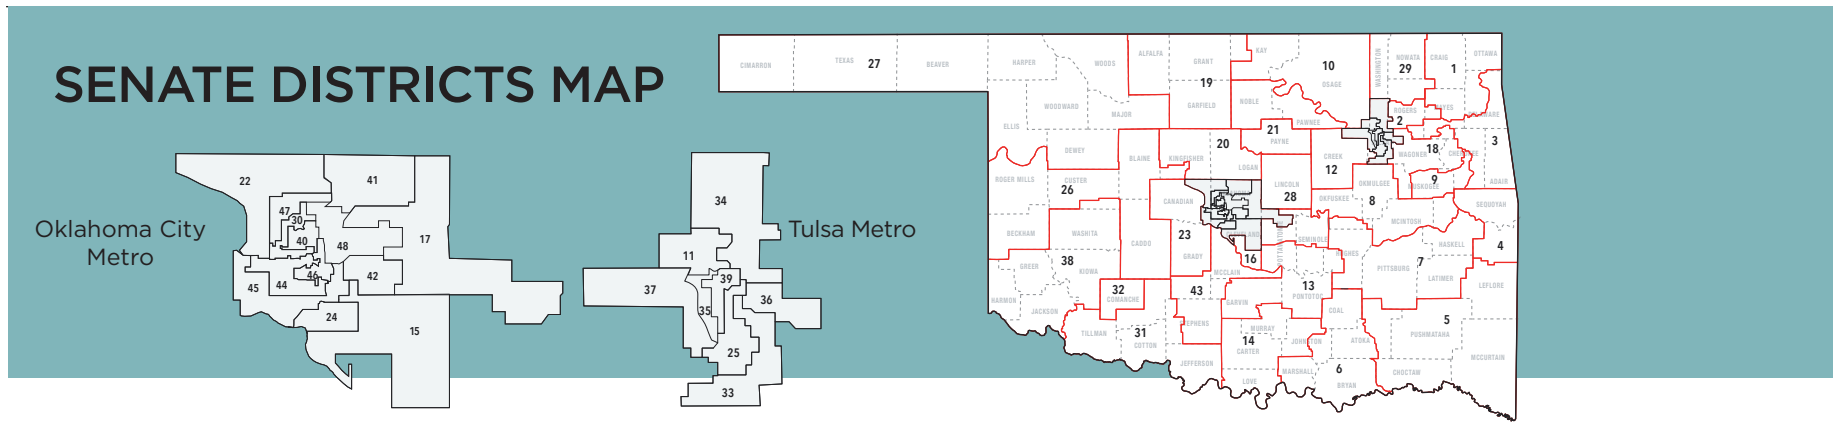 SENATE DISTRICTS MAP
Oklahoma City
Metro
22
41
47
30
40
48
17
46
42
45
44
24
15
Tulsa Metro
34
11
39
37
36
35
25
33
CIMARRON
TEXAS
27
BEAVER
HARPER
WOODS
ALFALFA
GRANT
KAY
10
OSAGE
WASHINGTON
NOWATA
29
CRAIG
1
OTTAWA
19
WOODWARD
MAJOR
GARFIELD
NOBLE
PAWNEE
ROGERS
2
ELLIS
21
PAYNE
DEWEY
BLAINE
KINGFISHER
20
LOGAN
CREEK
12
WAGONER
18
3
ADAIR
ROGER MILLS
CUSTER
26
CANADIAN
LINCOLN
28
OKMULGEE
MUSKOGEE
9
OKFUSKEE
8
SEQUOYAH
MCINTOSH
BECKHAM
WASHITA
CADDO
23
GRADY
16
SEMINOLE
HUGHES
HASKELL
4
GREER
38
KIOWA
MCCLAIN
PITTSBURG
7
LATIMER
LEFLORE
HARMON
JACKSON
32
COMANCHE
43
GARVIN
13
PONTOTOC
COAL
TILLMAN
31
COTTON
STEPHENS
MURRAY
14
CARTER
JOHNSTON
ATOKA
5
PUSHMATAHA
MCCURTAIN
JEFFERSON
LOVE
MARSHALL
6
BRYAN
CHOCTAW